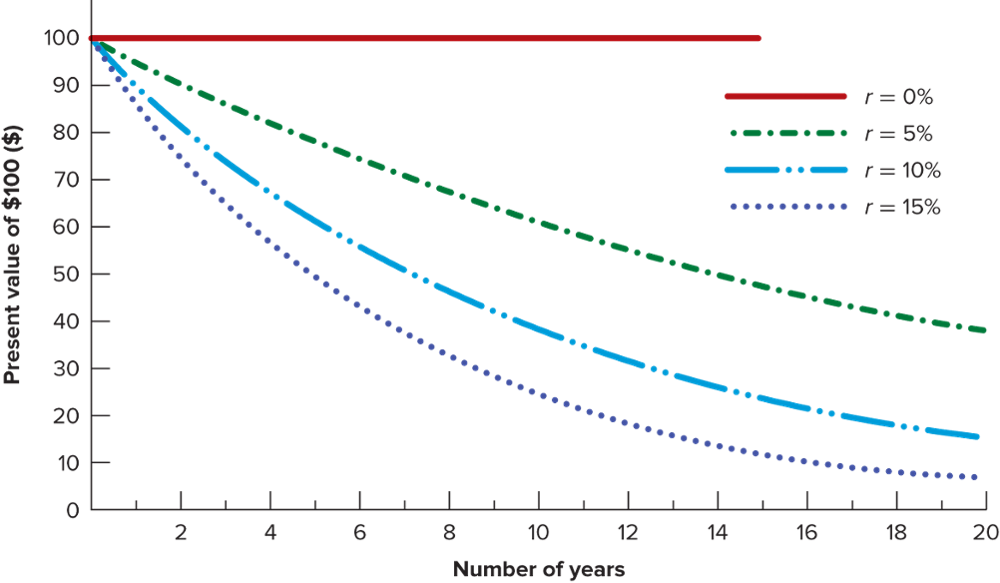 Present value of $100 ($)
100
90
80
70
60
50
40
30
20
10
0
r = 0%
r = 5%
r = 10%
r = 15%
2 4 6 8 10 12 14 16 18 20
Number of years